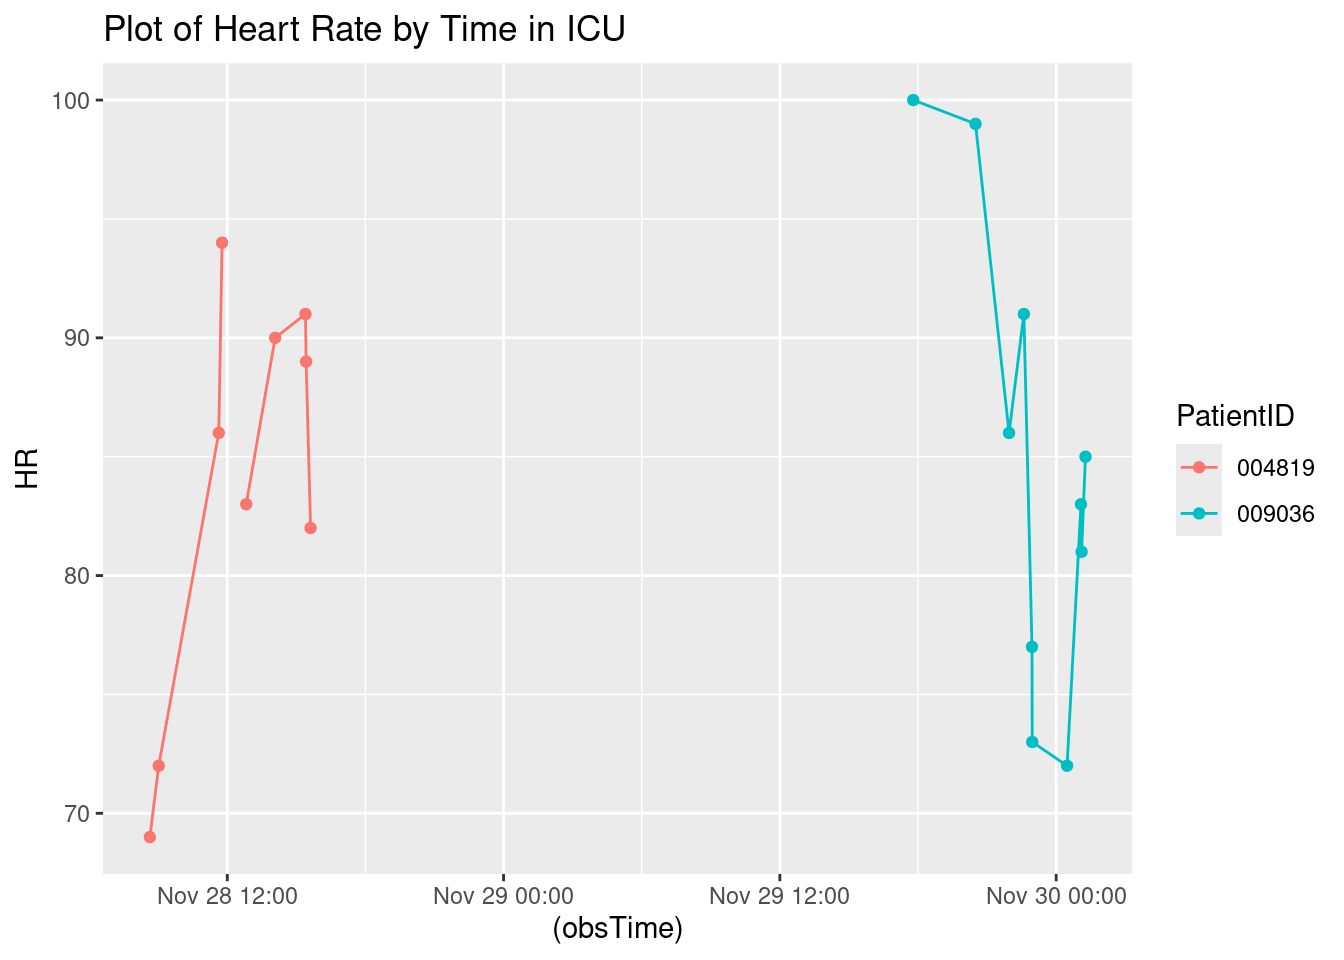 Plot of Heart Rate by Time in ICU
100
90
80
70
HR
Nov 28 12:00
Nov 29 00:00
Nov 29 12:00
Nov 30 00:00
(obsTime)
PatientID
004819
009036